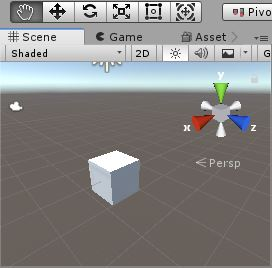 Pivo
Scene Game Asset
Shaded 2D G
y
x z
Persp